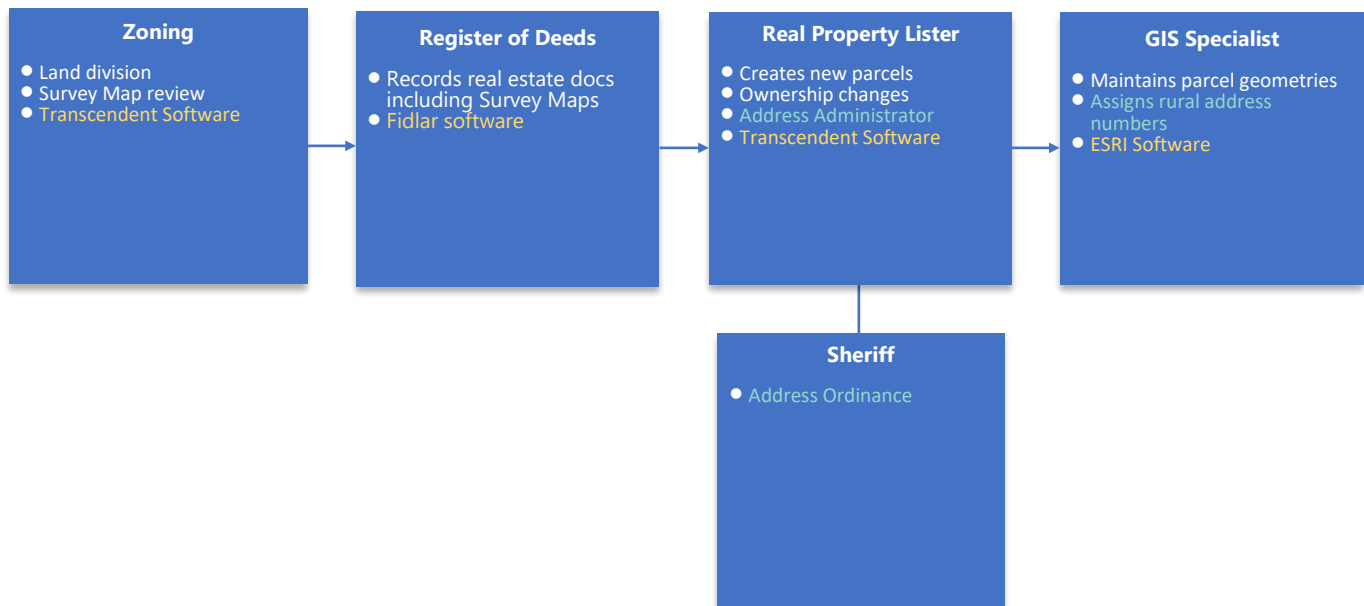 Zoning
● Land division
● Survey Map review
● Transcendent Software
Register of Deeds
● Records real estate docs
including Survey Maps
● Fidlar software
Real Property Lister
● Creates new parcels
● Ownership changes
● Address Administrator
● Transcendent Software
GIS Specialist
● Maintains parcel geometries
● Assigns rural address
numbers
● ESRI Software
Sheriff
● Address Ordinance